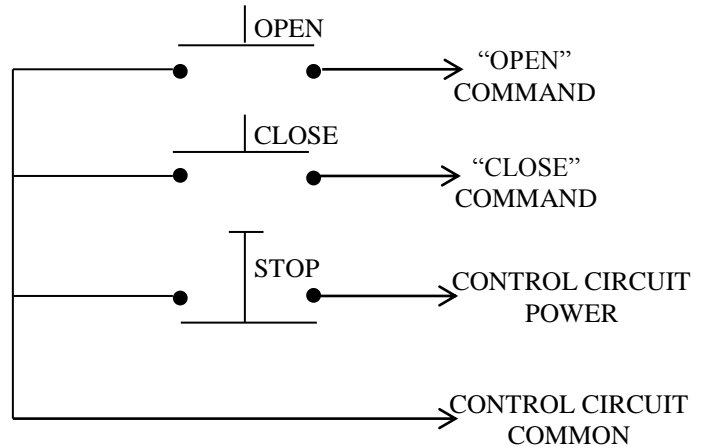 OPEN
“OPEN”
COMMAND
CLOSE
“CLOSE”
COMMAND
STOP
CONTROL CIRCUIT
POWER
CONTROL CIRCUIT
COMMON